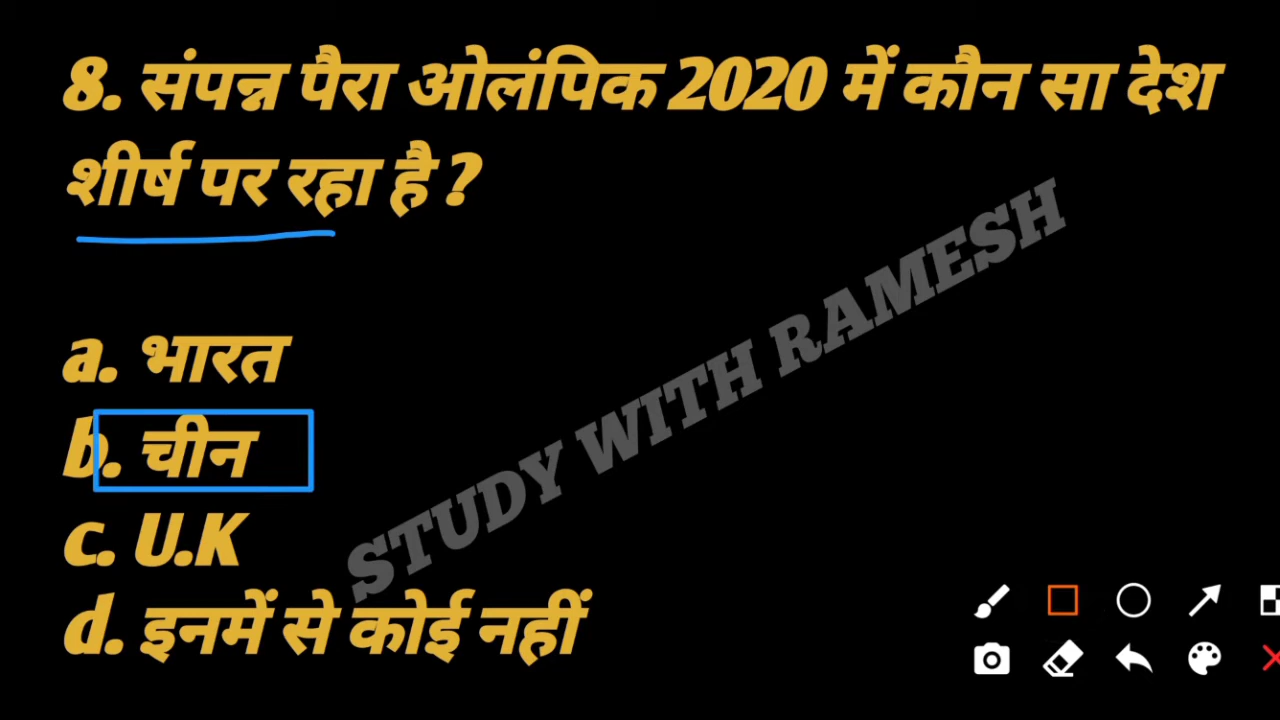 8. संपन्न पैरा ओलंपिक 2020 में कौन सा देश
शीर्ष पर रहा है ?
a. भारत
b. चीन
c. U.K
d. इनमें से कोई नहीं
STUDY WITH RAMESH